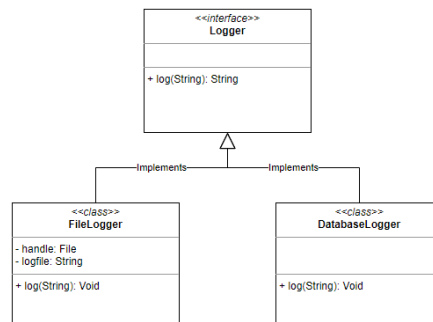 <<interface>>
Logger
+ log(String): String
Implements
Implements
<<class>>
FileLogger
- handle: File
- logfile: String
+ log(String): Void
<<class>>
DatabaseLogger
+ log(String): Void